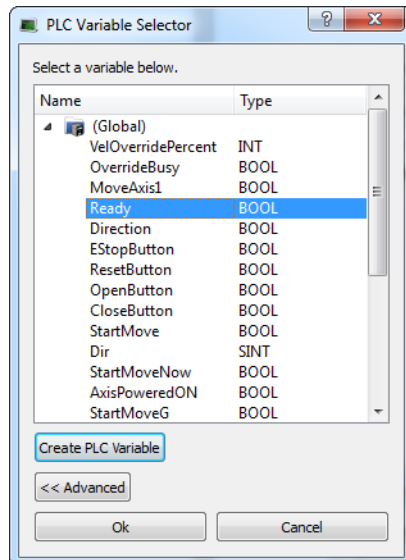 PLC Variable Selector
Select a variable below.
Name Type
(Global)
VelOverridePercent INT
OverrideBusy BOOL
MoveAxis1 BOOL
Ready BOOL
Direction BOOL
EStopButton BOOL
ResetButton BOOL
OpenButton BOOL
CloseButton BOOL
StartMove BOOL
Dir SINT
StartMoveNow BOOL
AxisPoweredON BOOL
StartMoveG BOOL
Create PLC Variable
<< Advanced
Ok Cancel